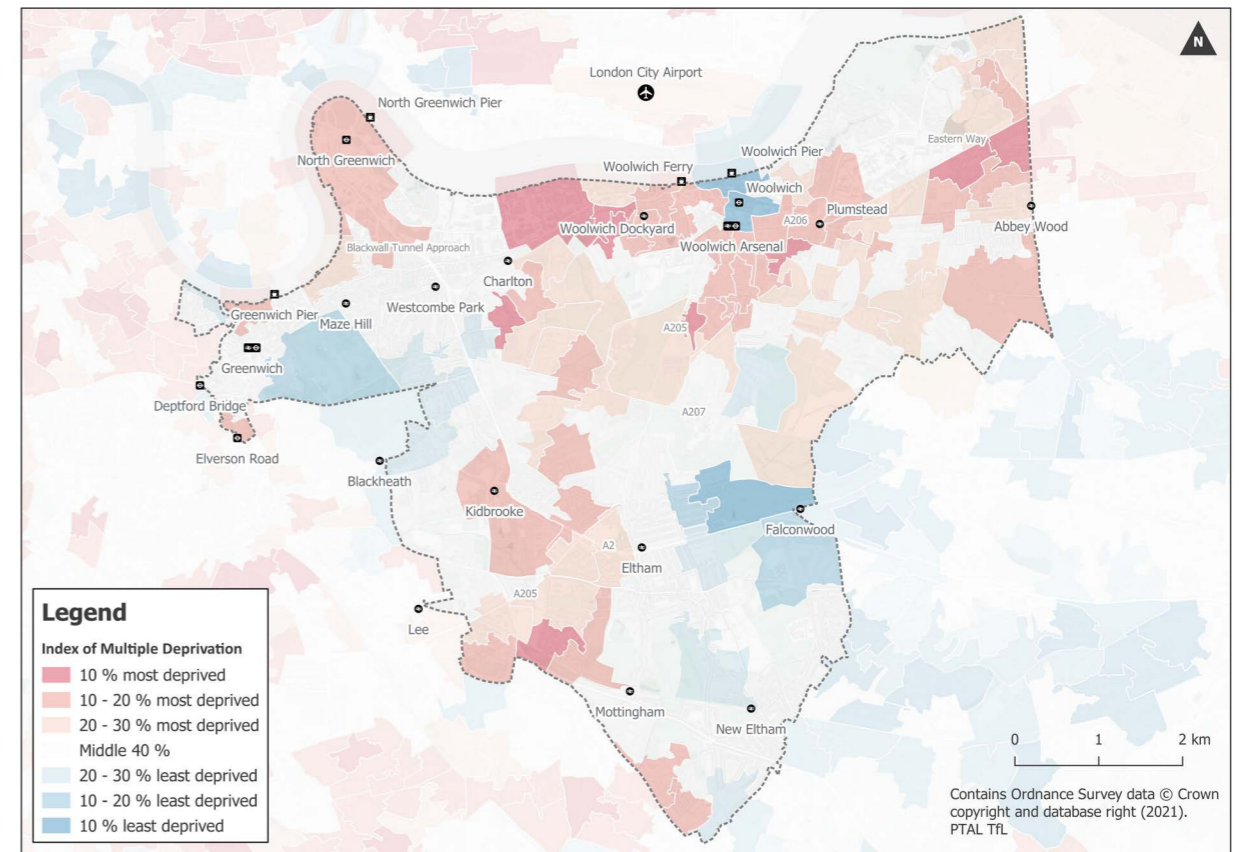 N
London City Airport
North Greenwich Pier
North Greenwich
Eastern Way
Woolwich Pier
Woolwich Ferry
Woolwich
Plumstead
Woolwich Dockyard
A206
Abbey Wood
Woolwich Arsenal
Blackwall Tunnel Approach
Charlton
Westcombe Park
Greenwich Pier
Maze Hill
A205
Greenwich
Deptford Bridge
A207
Elverson Road
Blackheath
Kidbrooke
Falconwood
A2
Eltham
A205
Lee
Mottingham
New Eltham
Legend
Index of Multiple Deprivation
10 % most deprived
10 - 20 % most deprived
20 - 30 % most deprived
Middle 40 %
20 - 30 % least deprived
10 - 20 % least deprived
10 % least deprived
0 1 2 km
Contains Ordnance Survey data © Crown
copyright and database right (2021).
PTAL TfL